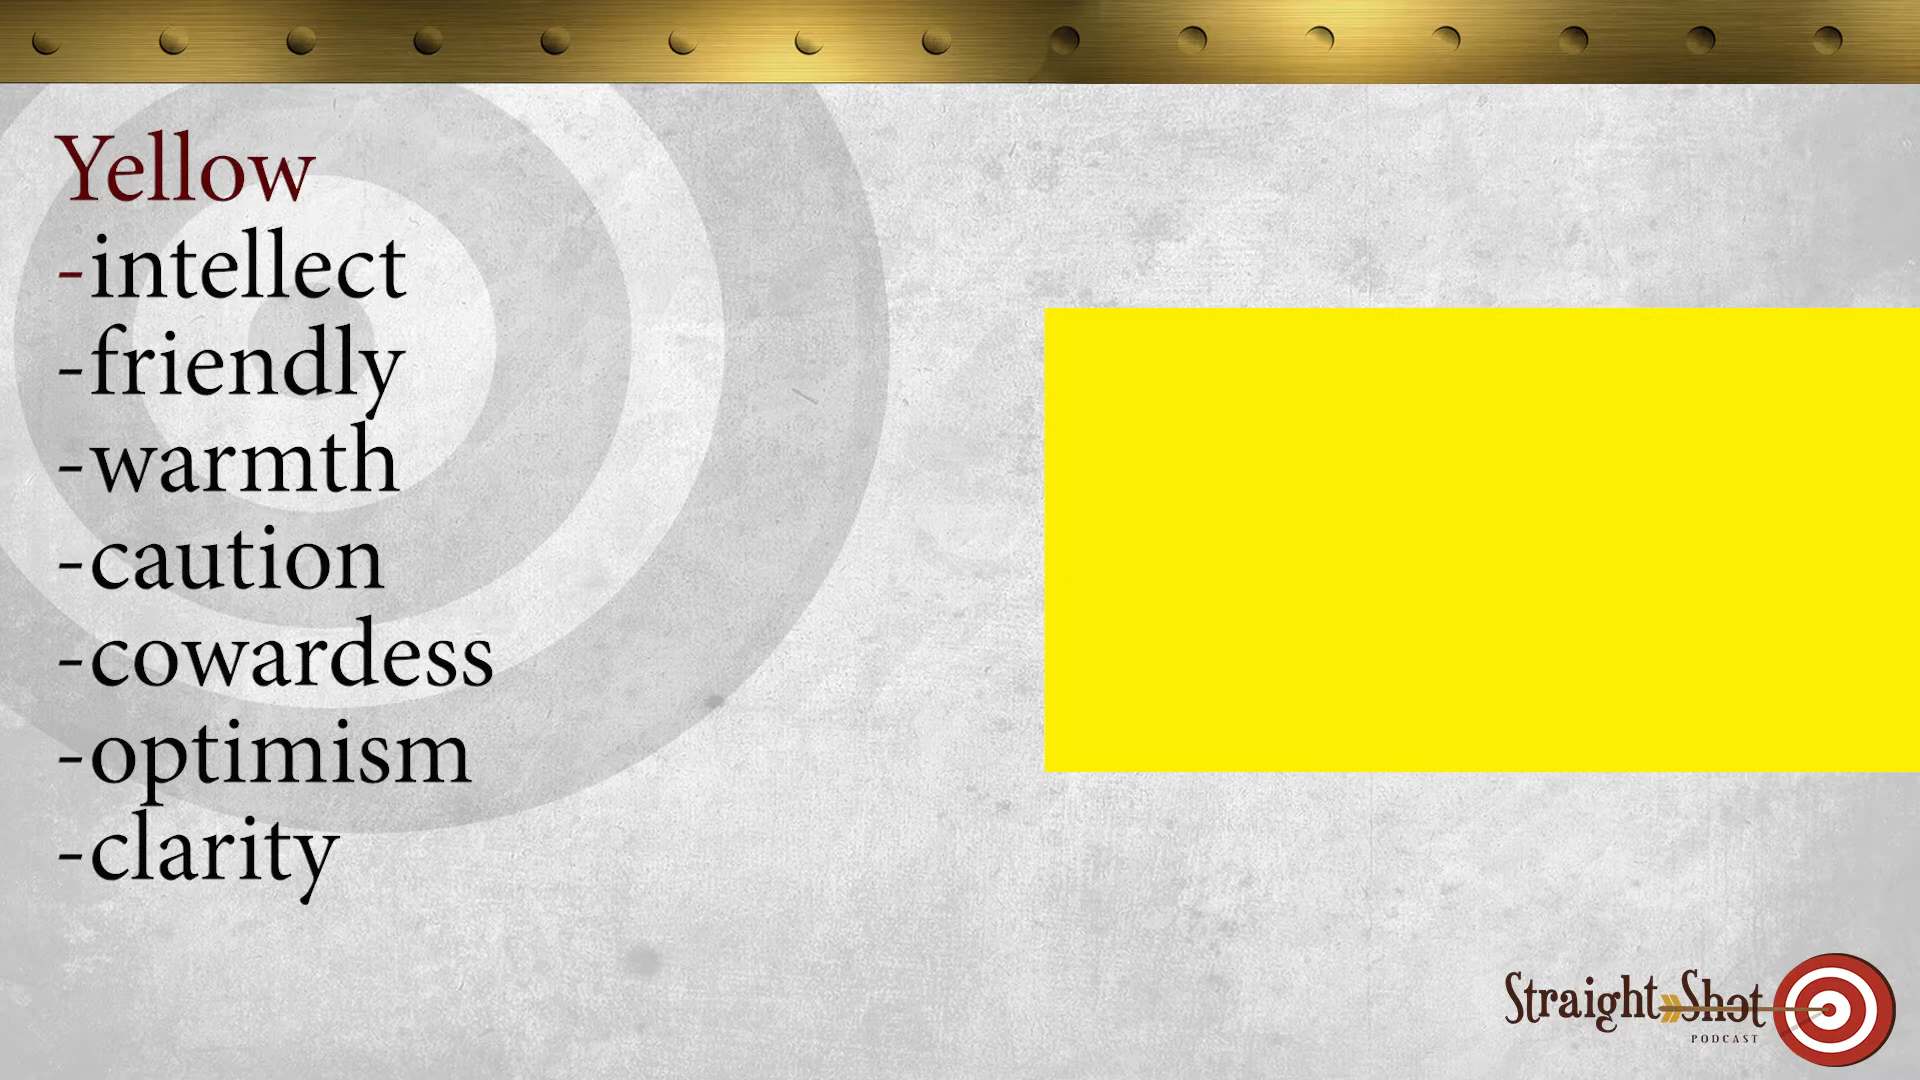 Yellow
-intellect
-friendly
-warmth
-caution
-cowardess
-optimism
-clarity
Straight Shot
PODCAST